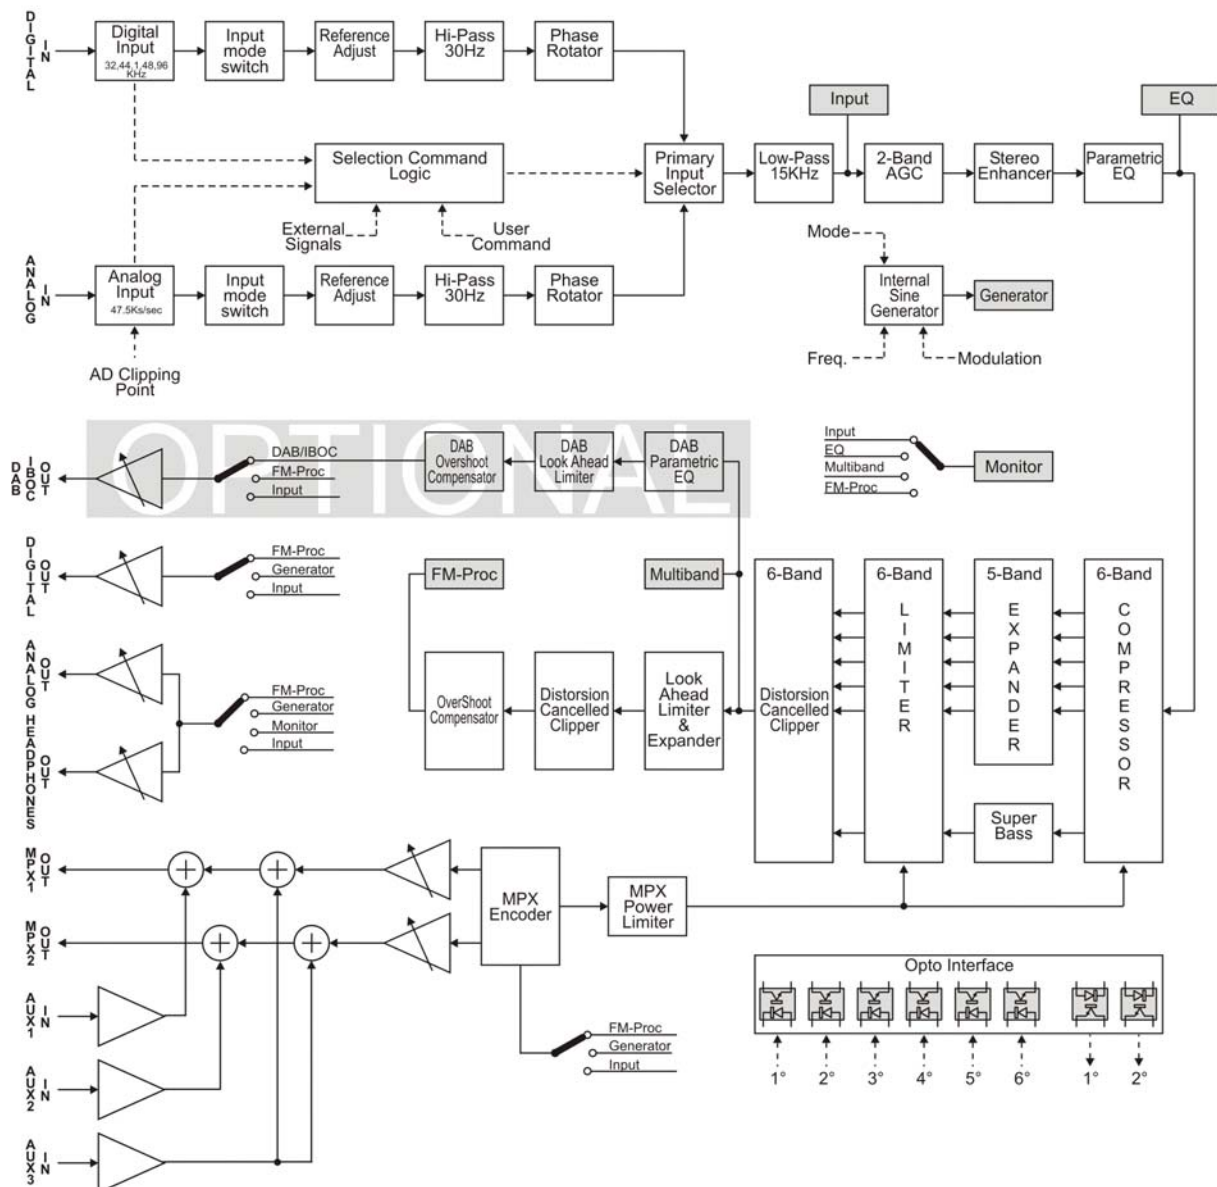 DIGITAL IN
Digital Input
32,44,1,48,96 KHz
Input mode switch
Reference Adjust
Hi-Pass 30Hz
Phase Rotator
Input
EQ
Selection Command Logic
Primary Input Selector
Low-Pass 15KHz
2-Band AGC
Stereo Enhancer
Parametric EQ
External Signals
User Command
ANALOG IN
Analog Input
47.5Ks/sec
Input mode switch
Reference Adjust
Hi-Pass 30Hz
Phase Rotator
AD Clipping Point
Mode
Internal Sine Generator
Generator
Freq.
Modulation
OPTIONAL
DAB IBOC OUT
DAB/IBOC
FM-Proc
Input
DAB Overshoot Compensator
DAB Look Ahead Limiter
DAB Parametric EQ
Input
EQ
Multiband
FM-Proc
Monitor
DIGITAL OUT
FM-Proc
Generator
Input
FM-Proc
Multiband
6-Band
Distorsion Cancelled Clipper
6-Band
LIMITER
5-Band
EXPANDER
6-Band
COMPRESSOR
Super Bass
ANALOG OUT
HEADPHONES OUT
FM-Proc
Generator
Monitor
Input
OverShoot Compensator
Distorsion Cancelled Clipper
Look Ahead Limiter & Expander
MPX1 OUT
MPX2 OUT
MPX Encoder
MPX Power Limiter
AUX1 IN
AUX2 IN
AUX3 IN
FM-Proc
Generator
Input
Opto Interface
1° 2° 3° 4° 5° 6° 1° 2°